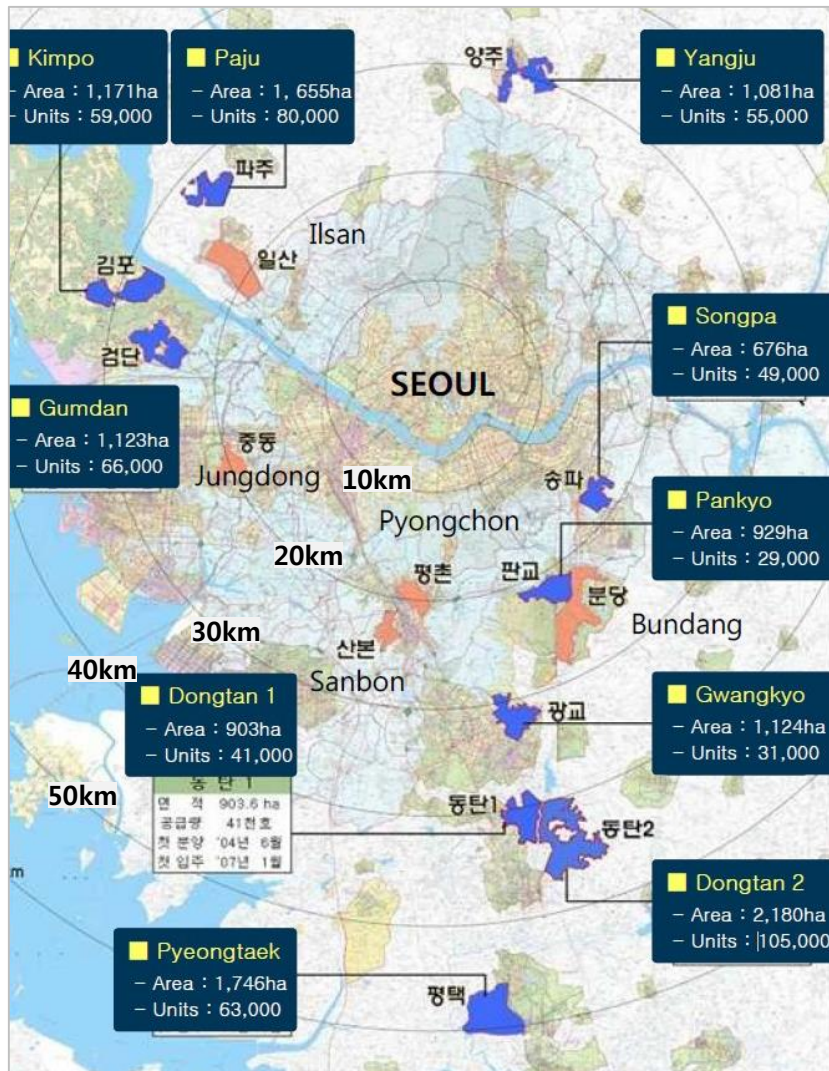 ■ Kimpo
- Area : 1,171ha
- Units : 59,000
■ Paju
- Area : 1, 655ha
- Units : 80,000
양주
■ Yangju
- Area : 1,081ha
- Units : 55,000
파주
Ilsan
일산
김포
검단
■ Songpa
- Area : 676ha
- Units : 49,000
SEOUL
■ Gumdan
- Area : 1,123ha
- Units : 66,000
중동
Jungdong
10km
송파
Pyongchon
■ Pankyo
- Area : 929ha
- Units : 29,000
20km
평촌
판교
분당
Bundang
30km
산본
Sanbon
40km
■ Dongtan 1
- Area : 903ha
- Units : 41,000
광교
■ Gwangkyo
- Area : 1,124ha
- Units : 31,000
50km
동 탄 1
면 적 903.6 ha
공급량 41천호
첫 분양 '04년 6월
첫 입주 '07년 1월
동탄1
동탄2
m
■ Dongtan 2
- Area : 2,180ha
- Units : 105,000
■ Pyeongtaek
- Area : 1,746ha
- Units : 63,000
평택